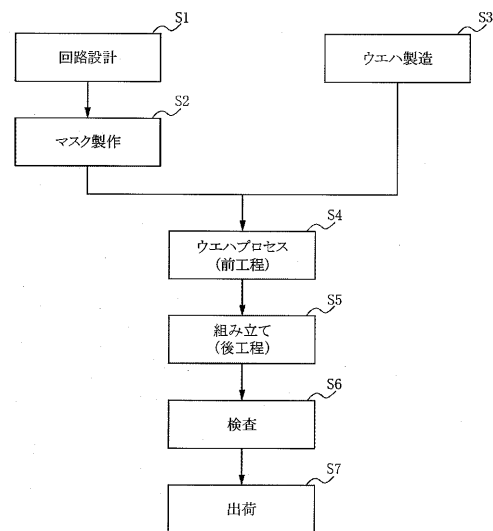 S1
回路設計
S3
ウエハ製造
S2
マスク製作
S4
ウエハプロセス
(前工程)
S5
組み立て
(後工程)
S6
検査
S7
出荷